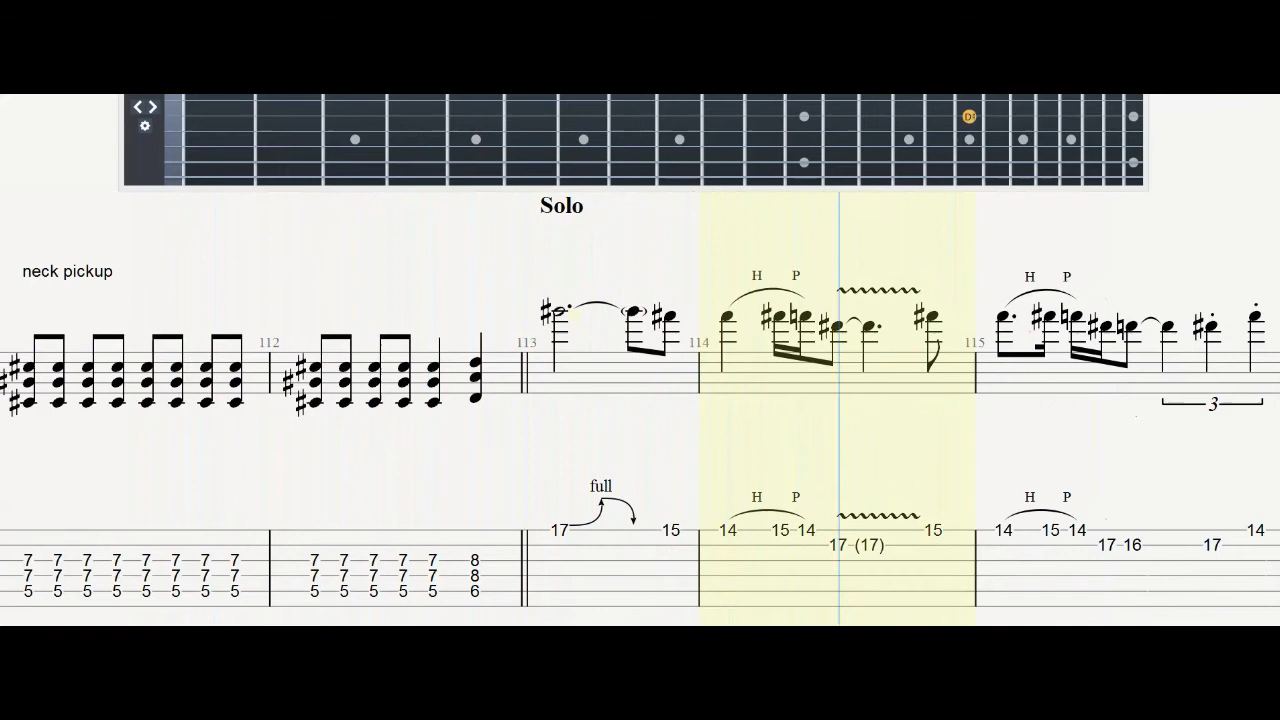 D♯
Solo
neck pickup
H P H P
112 113 114 115
3
full H P H P
17 15 14 15 14 15 14 15 14 14
17 (17) 17 16 17
7 7 7 7 7 7 7 7 7 7 7 7 7 8
7 7 7 7 7 7 7 7 7 7 7 7 7 8
5 5 5 5 5 5 5 5 5 5 5 5 5 6